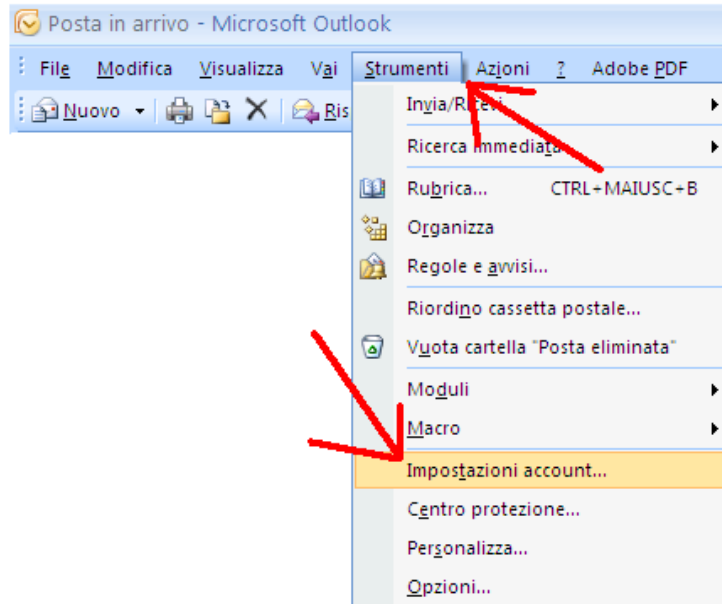 Posta in arrivo - Microsoft Outlook
File Modifica Visualizza Vai Strumenti Azioni ? Adobe PDF
Nuovo Ris
Invia/Ricevi
Ricerca immediata
Rubrica... CTRL+MAIUSC+B
Organizza
Regole e avvisi...
Riordino cassetta postale...
Vuota cartella "Posta eliminata"
Moduli
Macro
Impostazioni account...
Centro protezione...
Personalizza...
Opzioni...